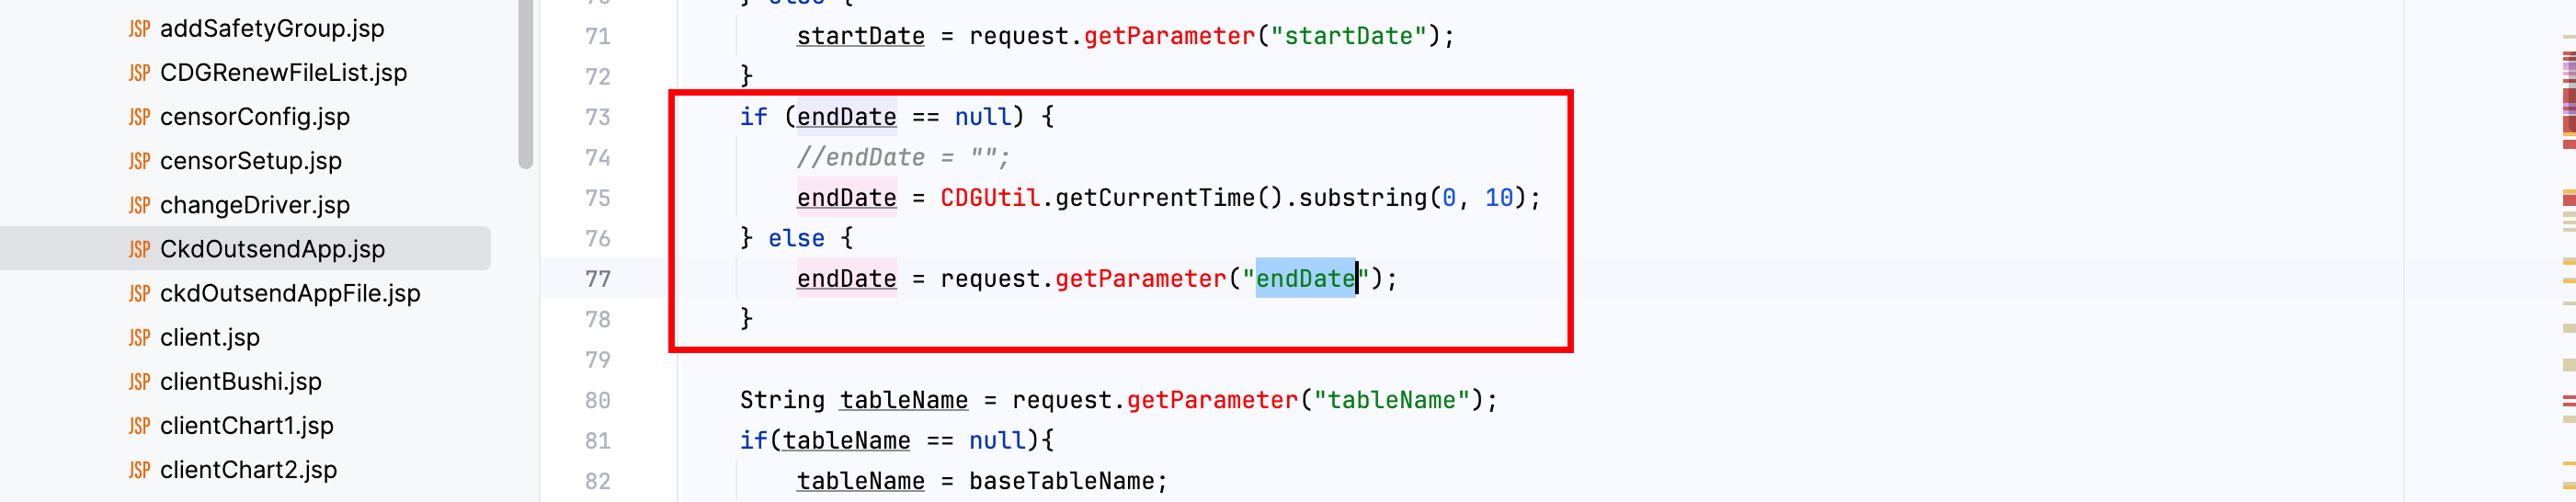 JSP addSafetyGroup.jsp
JSP CDGRenewFileList.jsp
JSP censorConfig.jsp
JSP censorSetup.jsp
JSP changeDriver.jsp
JSP CkdOutsendApp.jsp
JSP ckdOutsendAppFile.jsp
JSP client.jsp
JSP clientBushi.jsp
JSP clientChart1.jsp
JSP clientChart2.jsp
70 } else {
71 startDate = request.getParameter("startDate");
72 }
73 if (endDate == null) {
74 //endDate = "";
75 endDate = CDGUtil.getCurrentTime().substring(0, 10);
76 } else {
77 endDate = request.getParameter("endDate");
78 }
79
80 String tableName = request.getParameter("tableName");
81 if(tableName == null){
82 tableName = baseTableName;